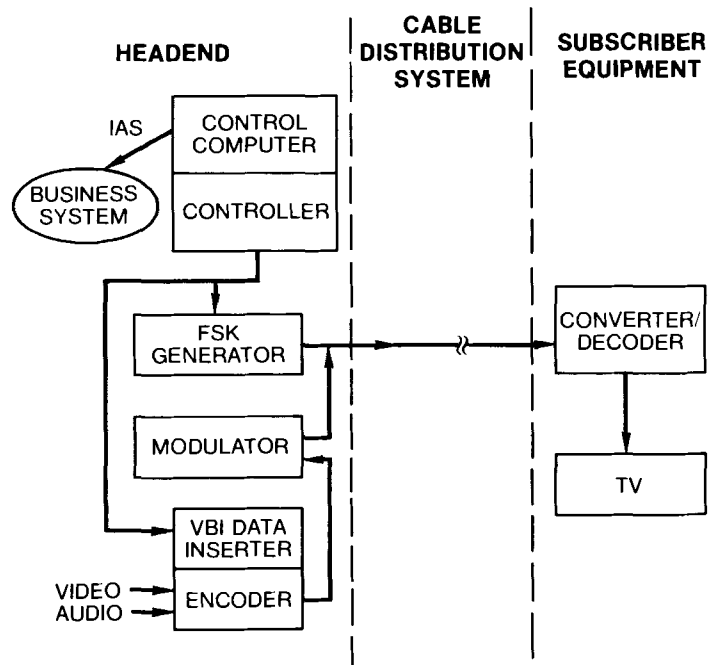 HEADEND
CABLE
DISTRIBUTION
SYSTEM
SUBSCRIBER
EQUIPMENT
IAS
CONTROL
COMPUTER
BUSINESS
SYSTEM
CONTROLLER
FSK
GENERATOR
CONVERTER/
DECODER
MODULATOR
TV
VBI DATA
INSERTER
VIDEO
AUDIO
ENCODER